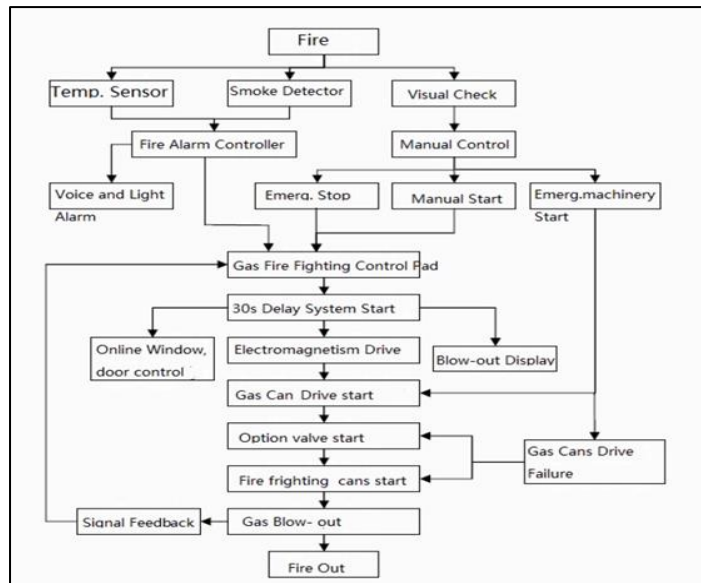 Fire
Temp. Sensor
Smoke Detector
Visual Check
Fire Alarm Controller
Manual Control
Voice and Light
Alarm
Emerg. Stop
Manual Start
Emerg.machinery
Start
Gas Fire Fighting Control Pad
30s Delay System Start
Online Window,
door control
Electromagnetism Drive
Blow-out Display
Gas Can Drive start
Option valve start
Gas Cans Drive
Failure
Fire frighting cans start
Signal Feedback
Gas Blow- out
Fire Out